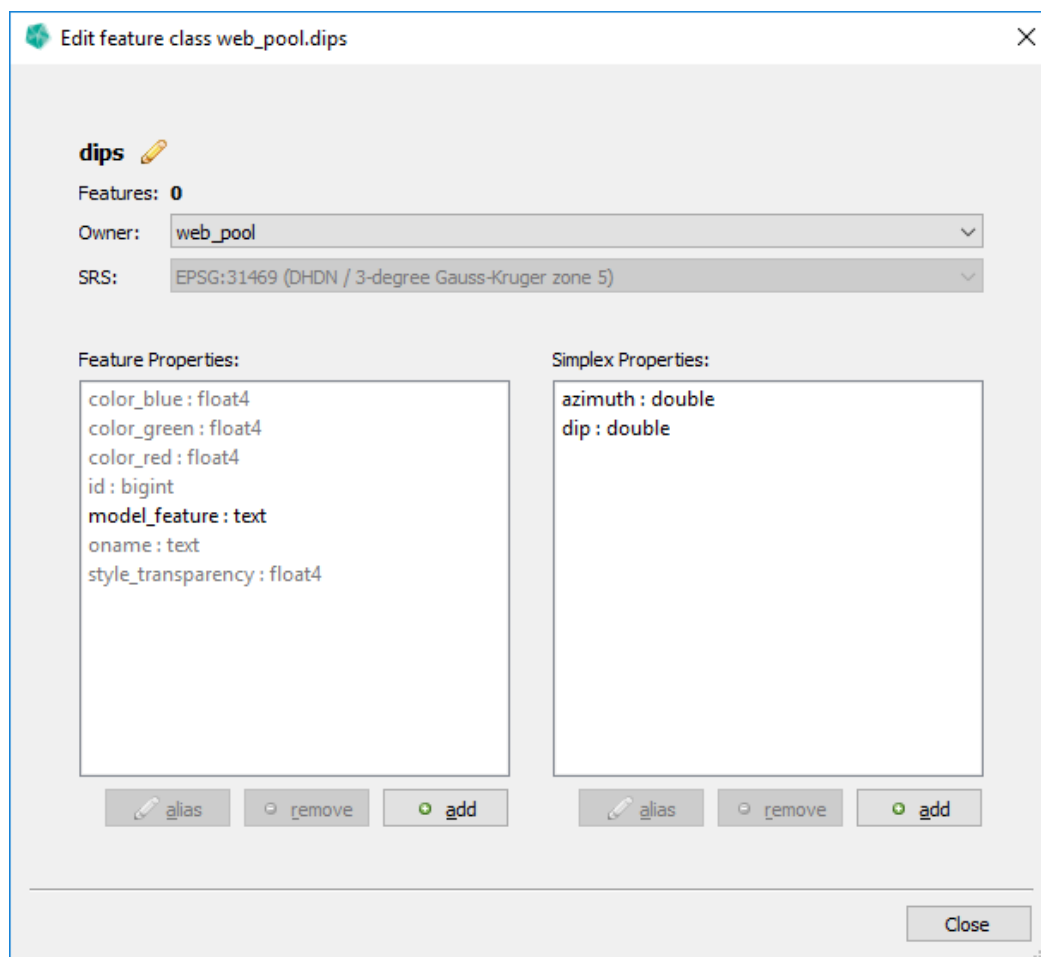 Edit feature class web_pool.dips
dips
Features: 0
Owner: web_pool
SRS: EPSG:31469 (DHDN / 3-degree Gauss-Kruger zone 5)
Feature Properties:
color_blue : float4
color_green : float4
color_red : float4
id : bigint
model_feature : text
oname : text
style_transparency : float4
alias remove add
Simplex Properties:
azimuth : double
dip : double
alias remove add
Close